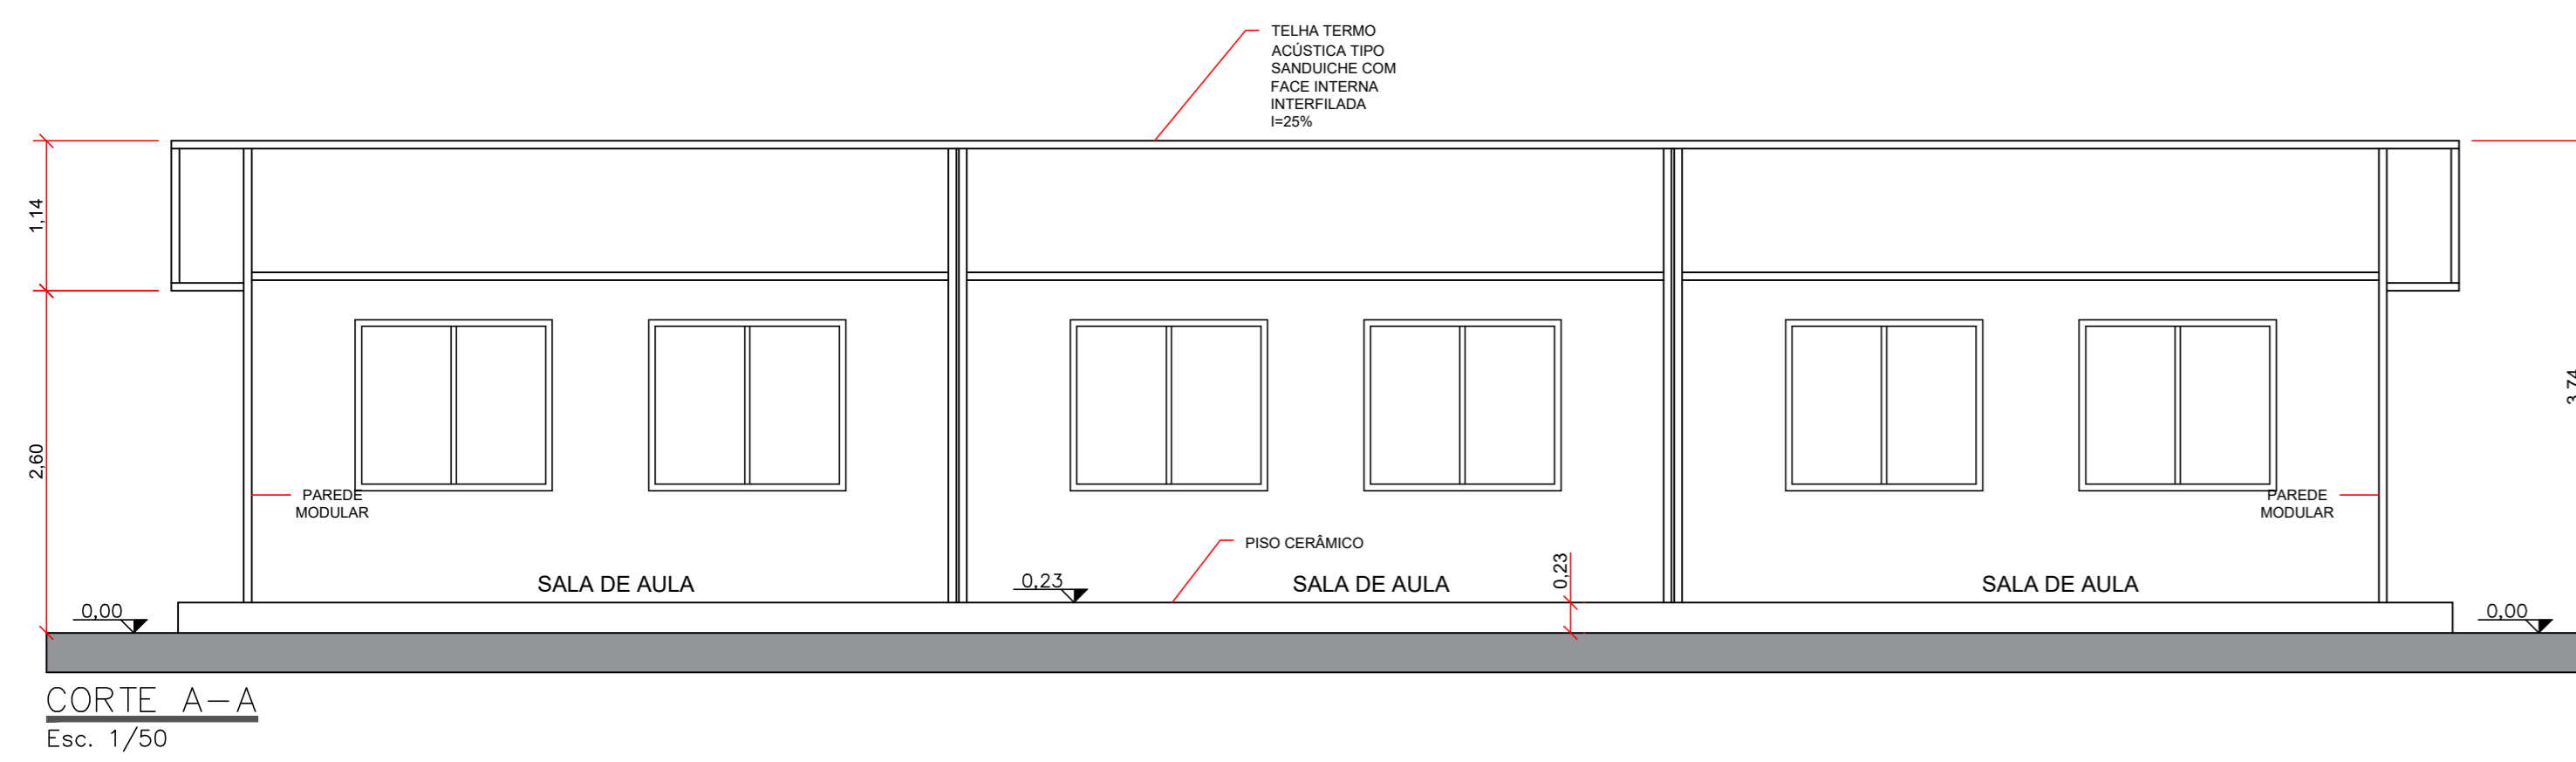 TELHA TERMO
ACÚSTICA TIPO
SANDUICHE COM
FACE INTERNA
INTERFILADA
I=25%
1,14
2,60
3,74
PAREDE
MODULAR
PAREDE
MODULAR
PISO CERÂMICO
0,23
0,23
SALA DE AULA
SALA DE AULA
SALA DE AULA
0,00
0,00
CORTE A-A
Esc. 1/50